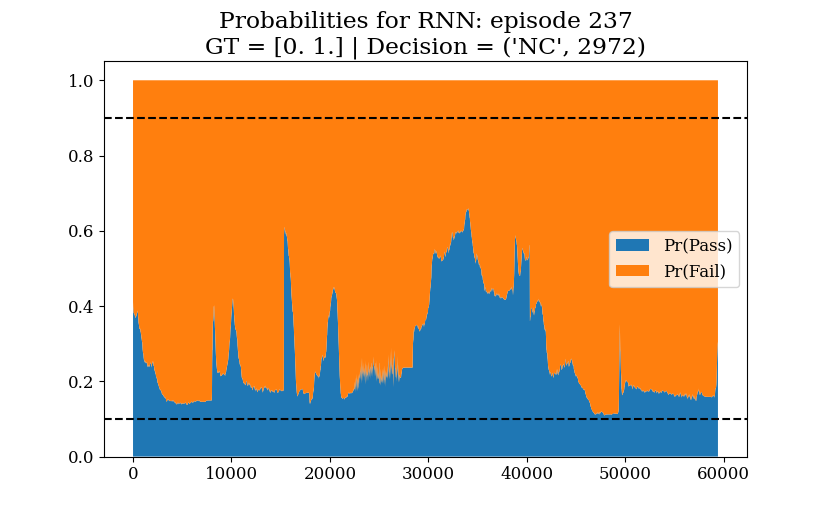 Probabilities for RNN: episode 237
GT = [0. 1.] | Decision = ('NC', 2972)
1.0
0.8
0.6
0.4
0.2
0.0
Pr(Pass)
Pr(Fail)
0 10000 20000 30000 40000 50000 60000